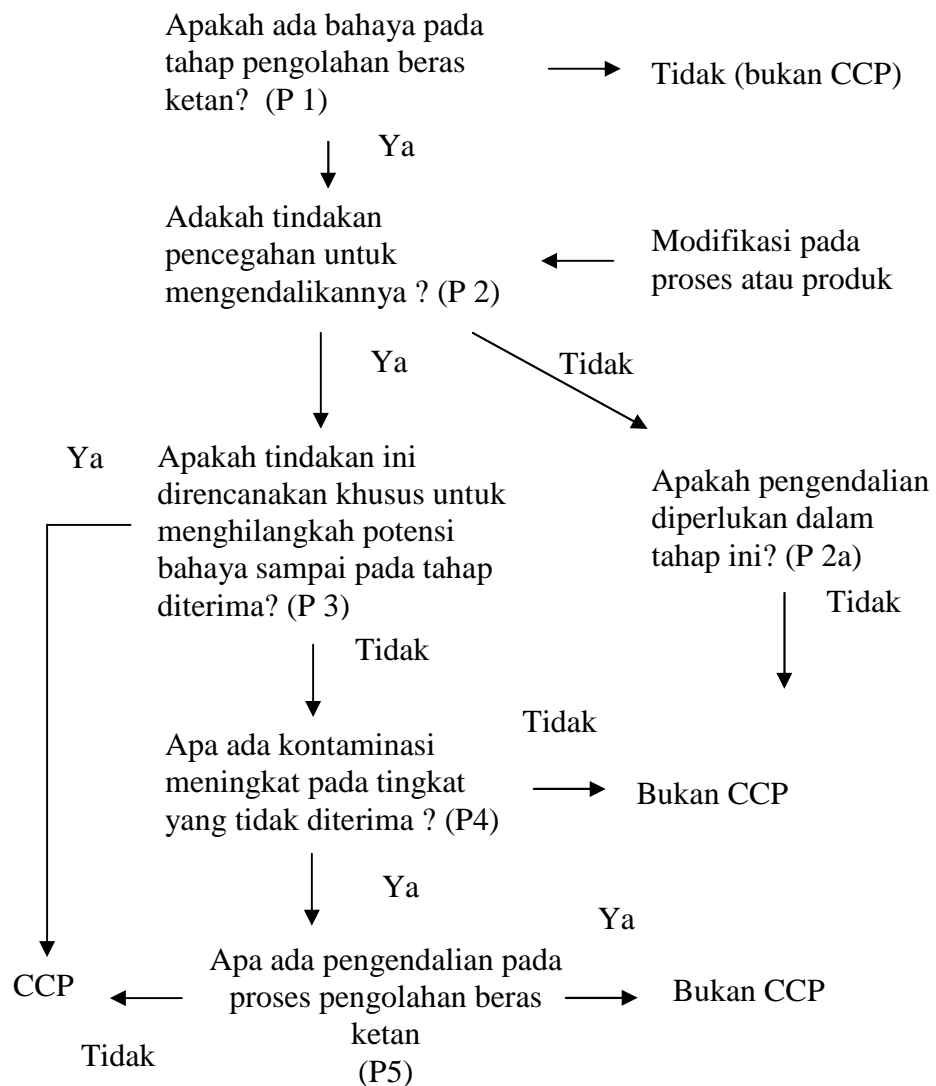 Apakah ada bahaya pada
tahap pengolahan beras
ketan? (P 1)
Tidak (bukan CCP)
Ya
Adakah tindakan
pencegahan untuk
mengendalikannya ? (P 2)
Modifikasi pada
proses atau produk
Ya
Tidak
Ya
Apakah tindakan ini
direncanakan khusus untuk
menghilangkah potensi
bahaya sampai pada tahap
diterima? (P 3)
Apakah pengendalian
diperlukan dalam
tahap ini? (P 2a)
Tidak
Tidak
Tidak
Apa ada kontaminasi
meningkat pada tingkat
yang tidak diterima ? (P4)
Bukan CCP
Ya
Ya
Apa ada pengendalian pada
proses pengolahan beras
ketan
(P5)
CCP
Bukan CCP
Tidak